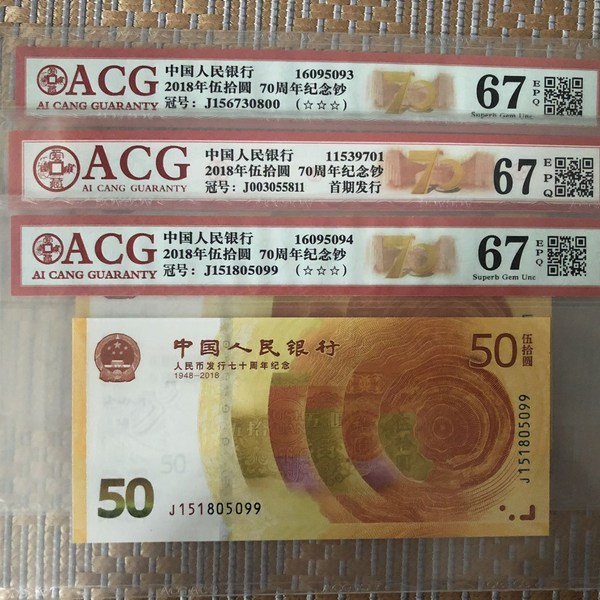 ACG
AI CANG GUARANTY
中国人民银行 16095093
2018年伍拾圆 70周年纪念钞
冠号: J156730800 (☆☆☆)
70
67
EPQ
Superb Gem Unc
ACG
AI CANG GUARANTY
中国人民银行 11539701
2018年伍拾圆 70周年纪念钞
冠号: J003055811 首期发行
70
67
EPQ
ACG
AI CANG GUARANTY
中国人民银行 16095094
2018年伍拾圆 70周年纪念钞
冠号: J151805099 (☆☆☆)
70
67
EPQ
Superb Gem Unc
中国人民银行
人民币发行七十周年纪念
1948-2018
50
伍拾圆
50
J151805099
J151805099